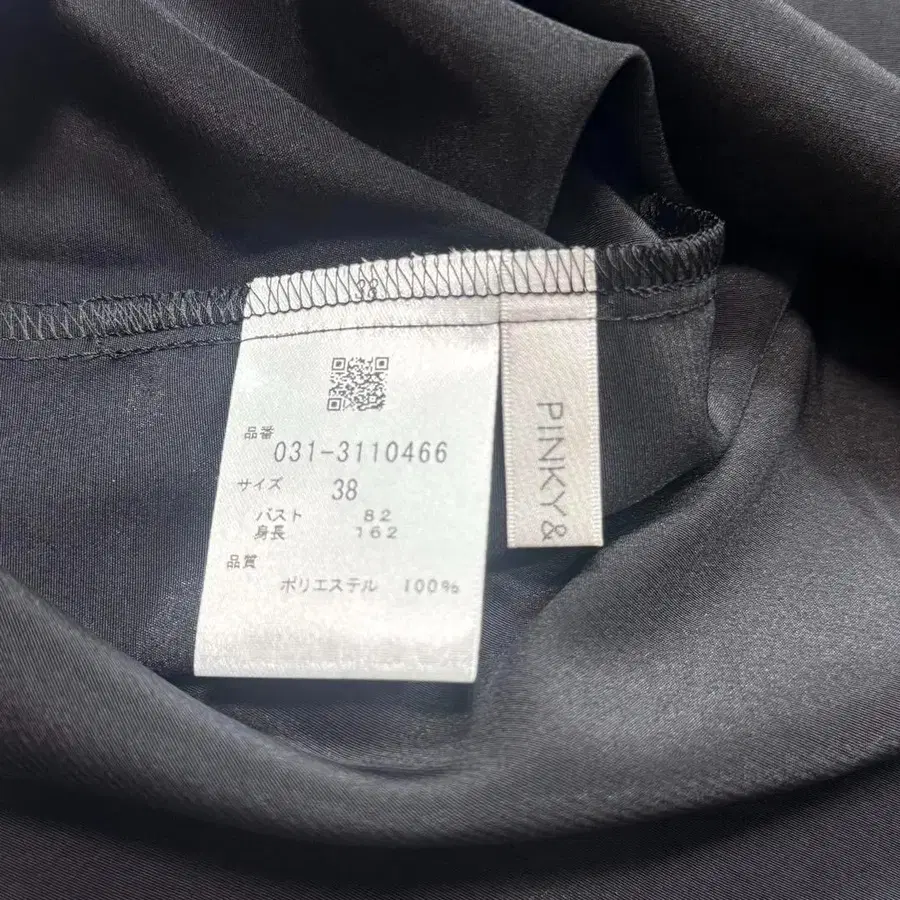 38
品番
031-3110466
サイズ 38
バスト 82
身長 162
品質
ポリエステル 100%
PINKY&